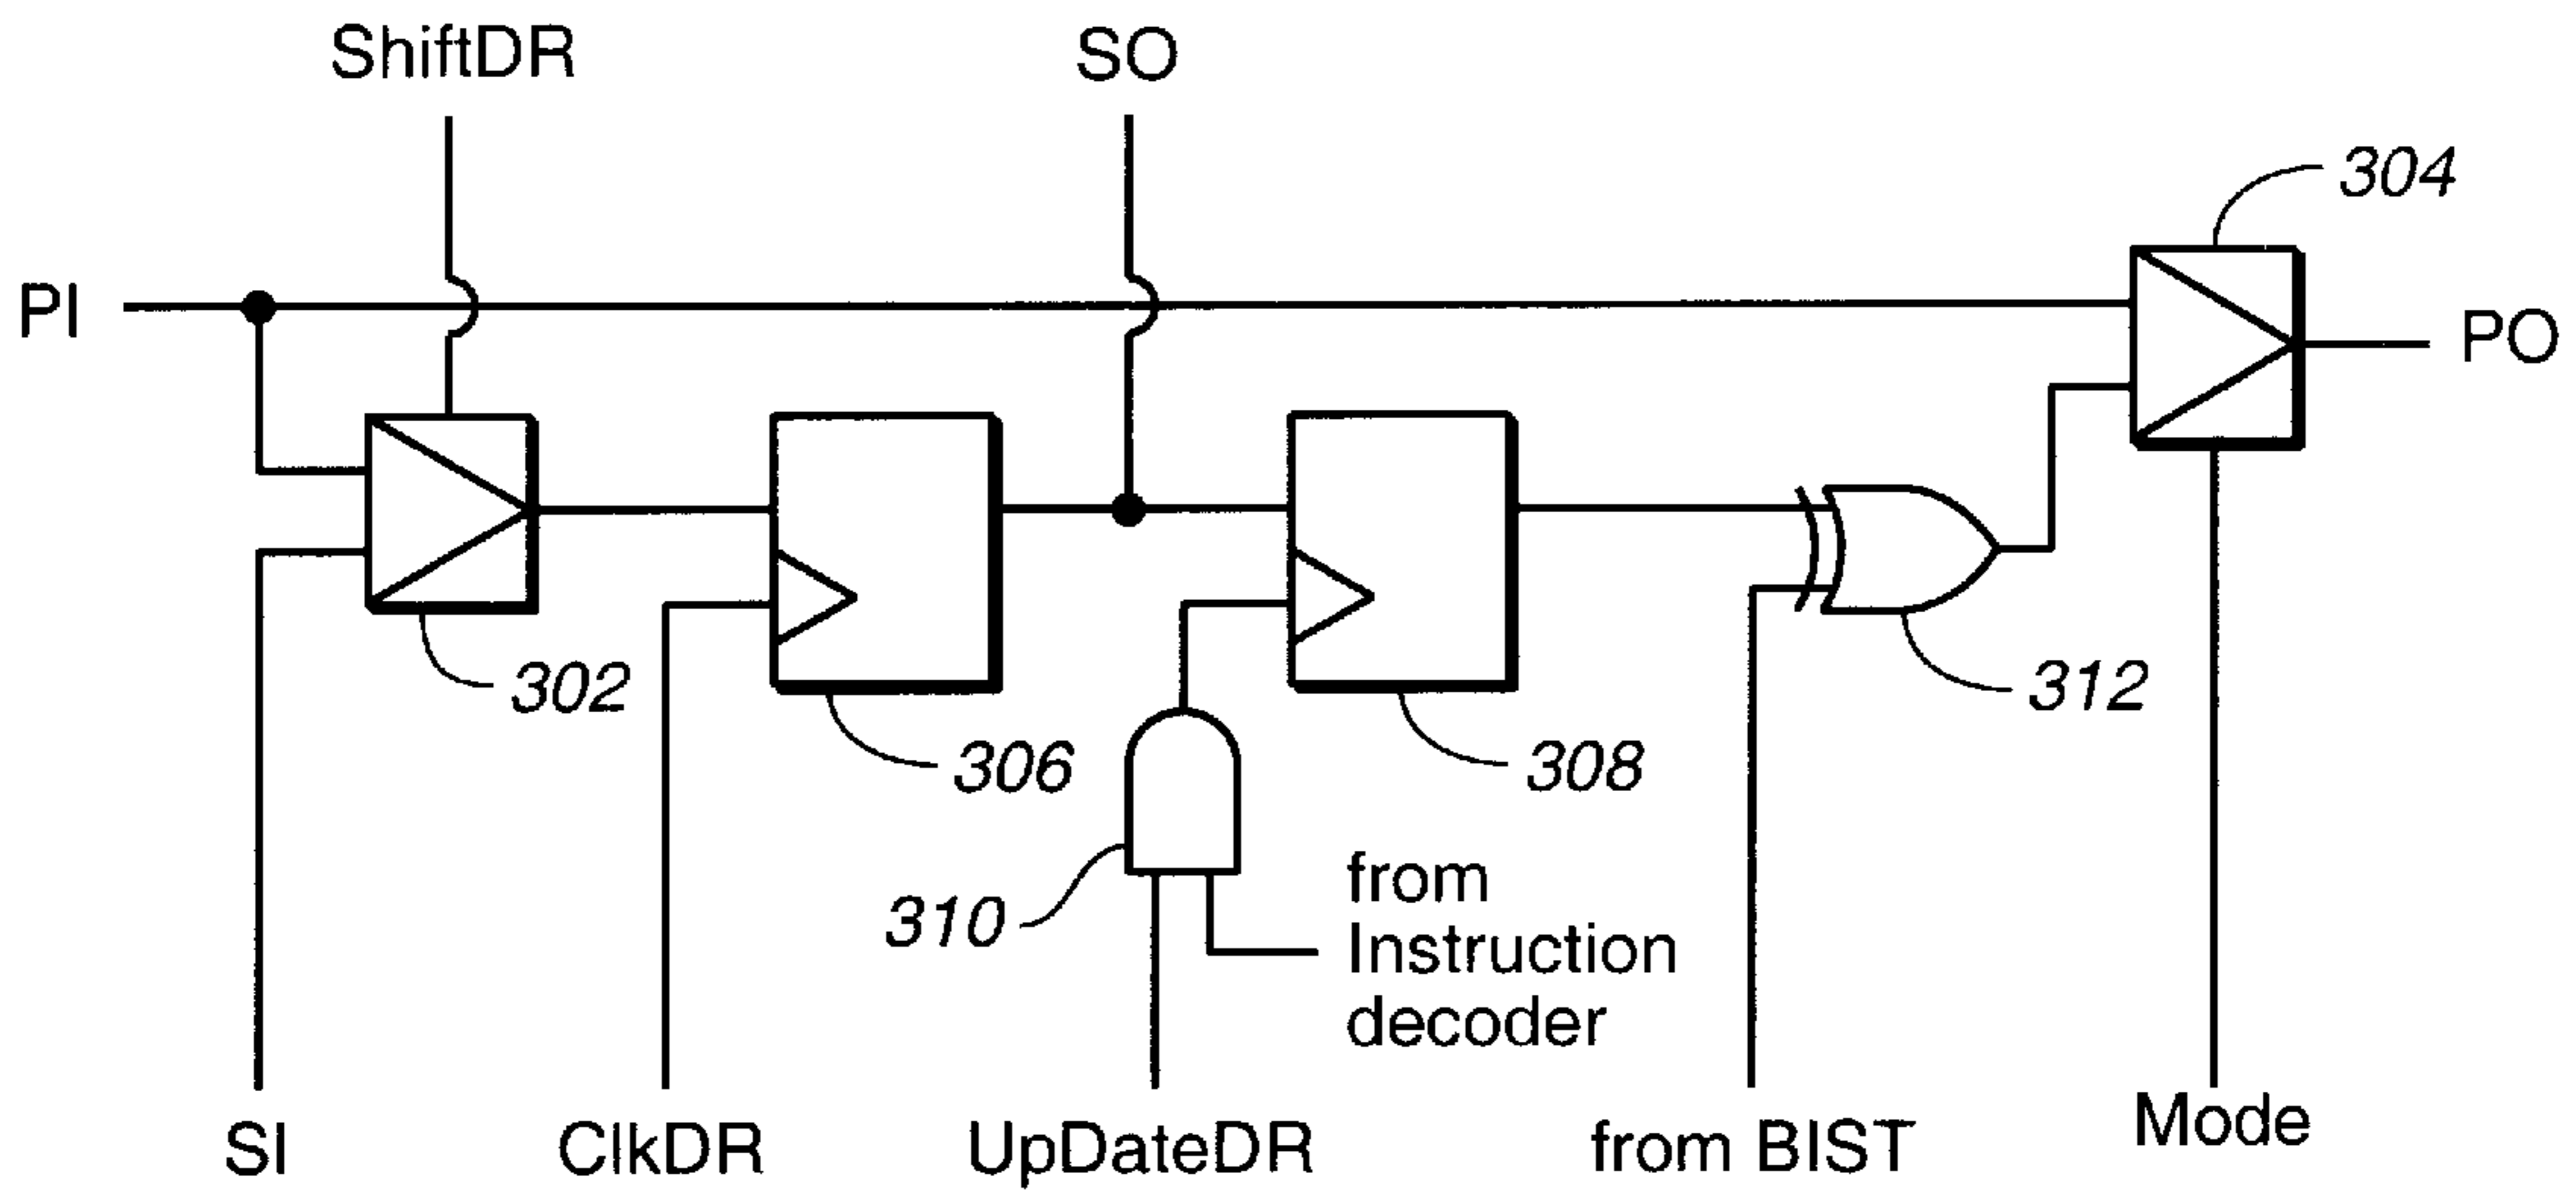 ShiftDR
SO
304
PI
PO
302
312
306
308
310
from
Instruction
decoder
SI
ClkDR
UpDateDR
from BIST
Mode